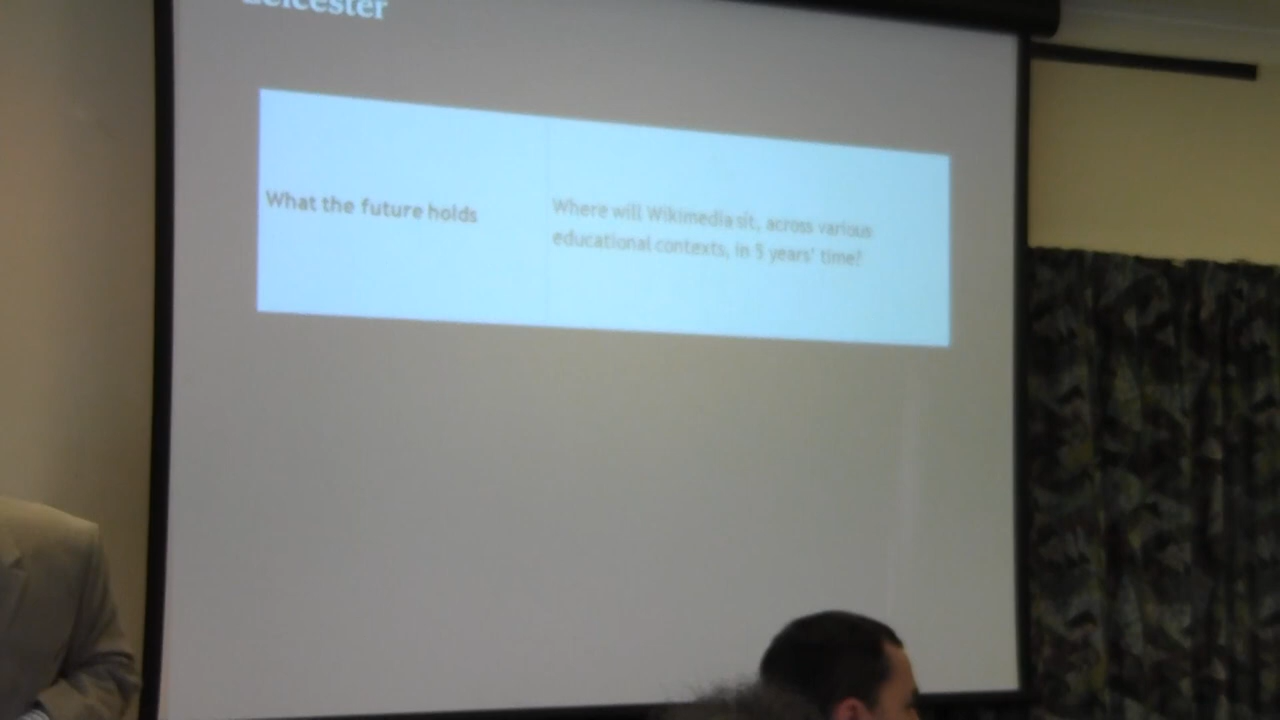 Leicester
What the future holds
Where will Wikimedia sit, across various
educational contexts, in 5 years' time?